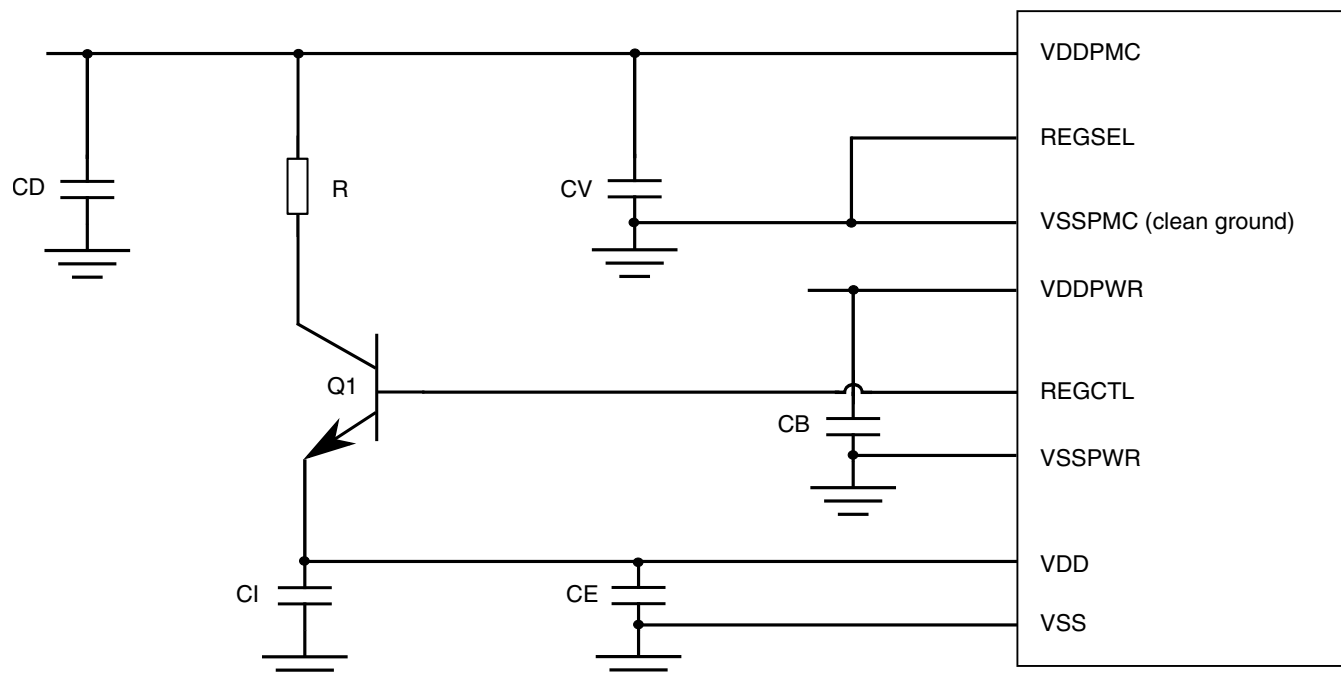 VDDPMC
REGSEL
CD
R
CV
VSSPMC (clean ground)
VDDPWR
Q1
REGCTL
CB
VSSPWR
VDD
CI
CE
VSS